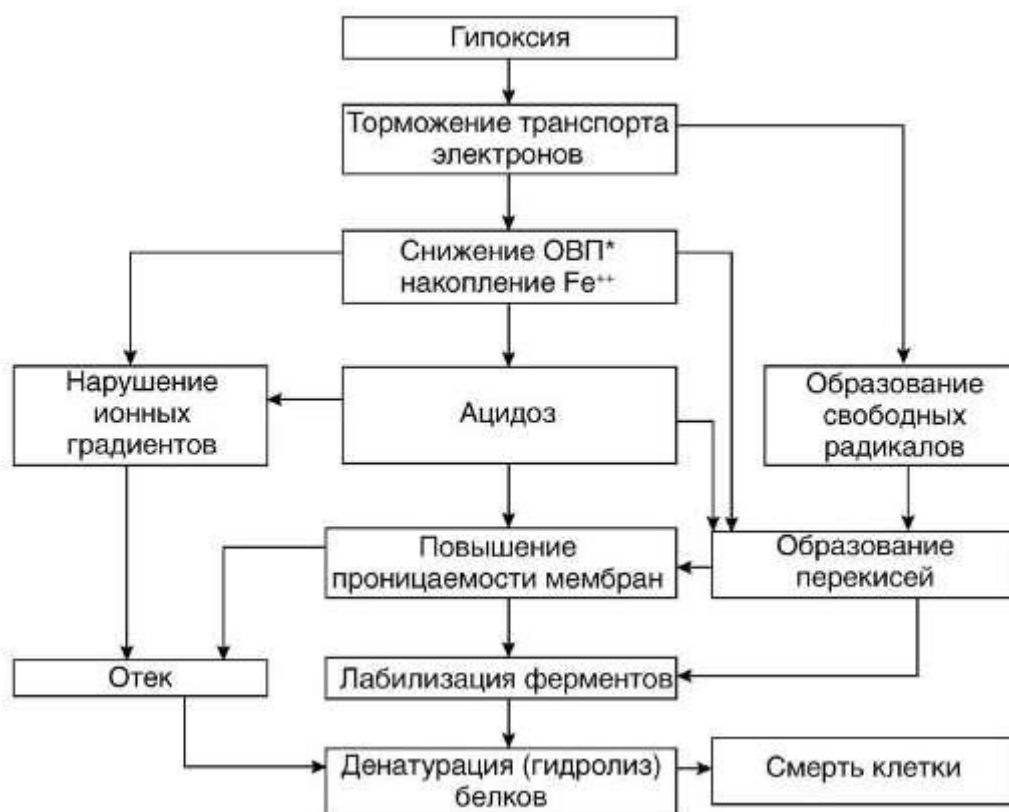 Гипоксия
Торможение транспорта
электронов
Снижение ОВП*
накопление Fe⁺⁺
Нарушение
ионных
градиентов
Ацидоз
Образование
свободных
радикалов
Повышение
проницаемости мембран
Образование
перекисей
Отек
Лабилизация ферментов
Денатурация (гидролиз)
белков
Смерть клетки